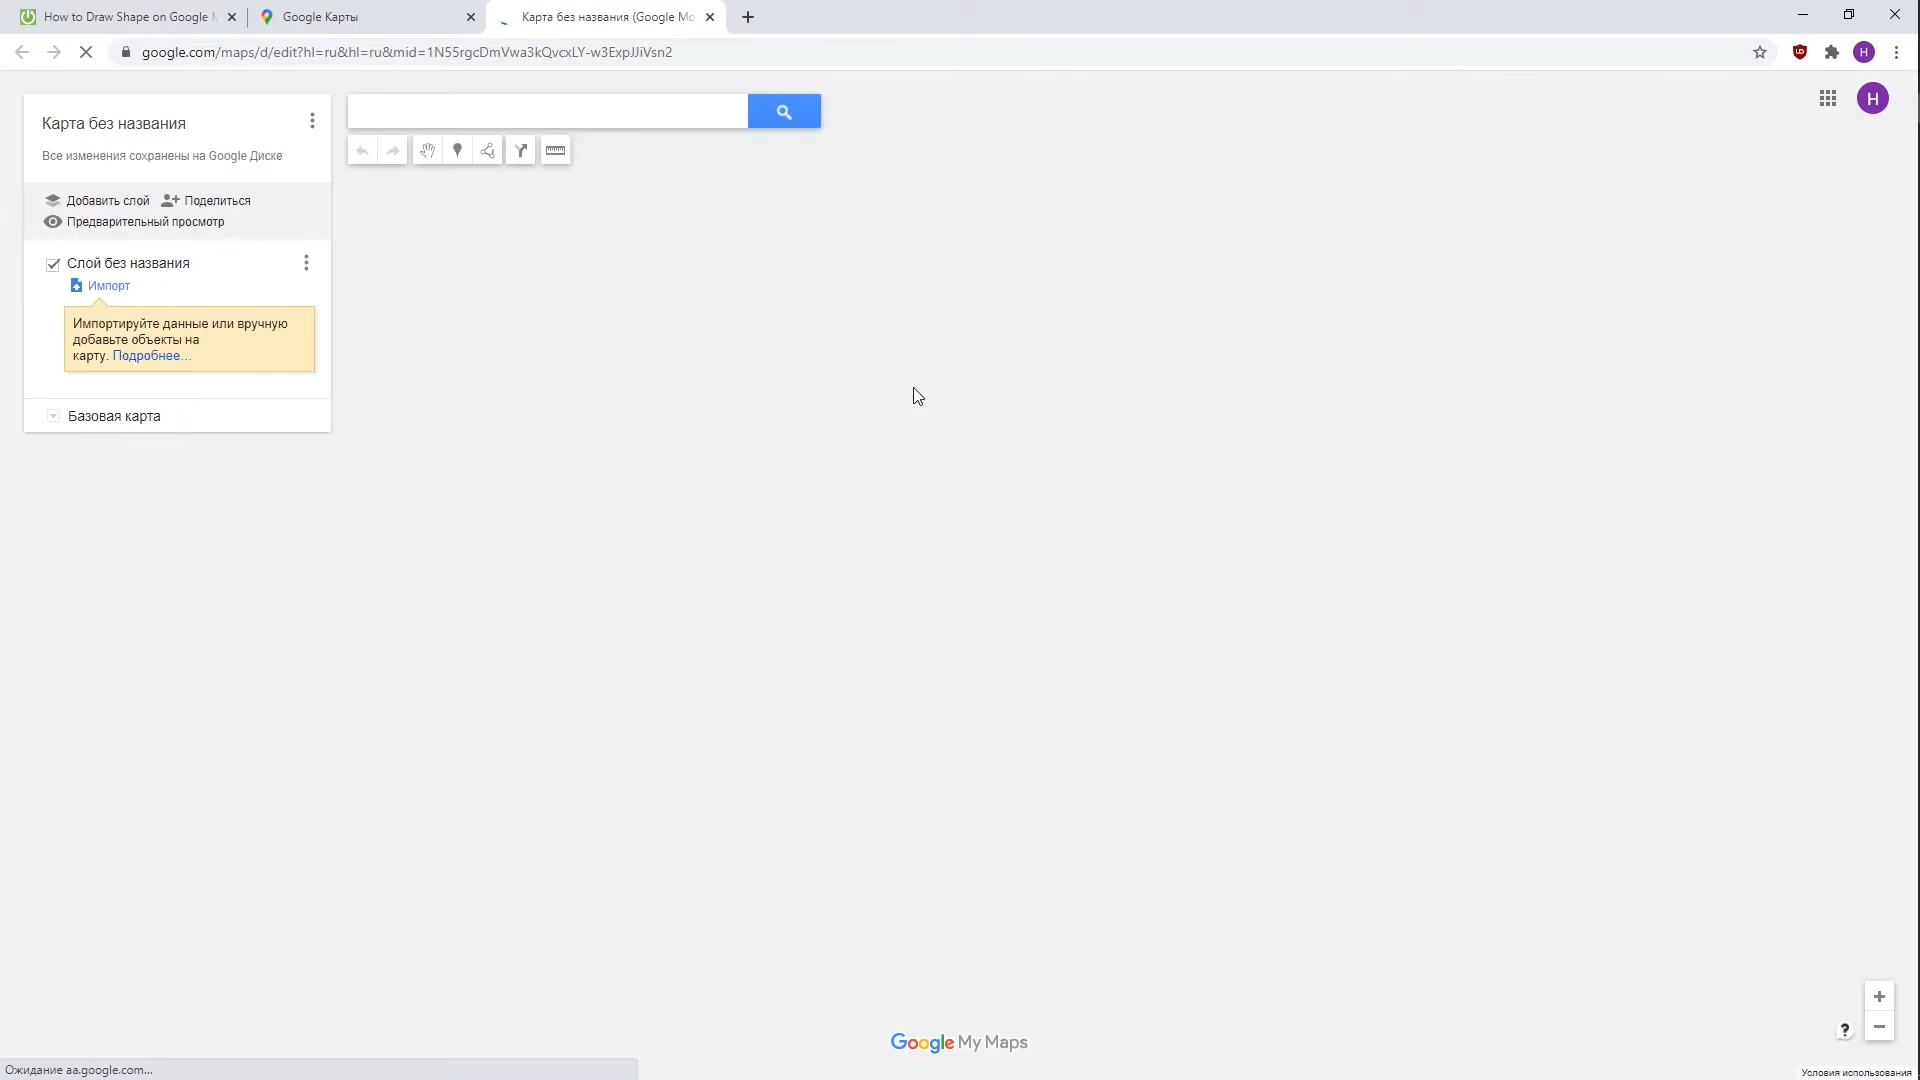 How to Draw Shape on Google M
Google Карты
Карта без названия (Google Мо
google.com/maps/d/edit?hl=ru&hl=ru&mid=1N55rgcDmVwa3kQvcxLY-w3ExpJJiVsn2
H
H
Карта без названия
Все изменения сохранены на Google Диске
Добавить слой Поделиться
Предварительный просмотр
Слой без названия
Импорт
Импортируйте данные или вручную
добавьте объекты на
карту. Подробнее…
Базовая карта
Google My Maps
Ожидание aa.google.com...
Условия использования